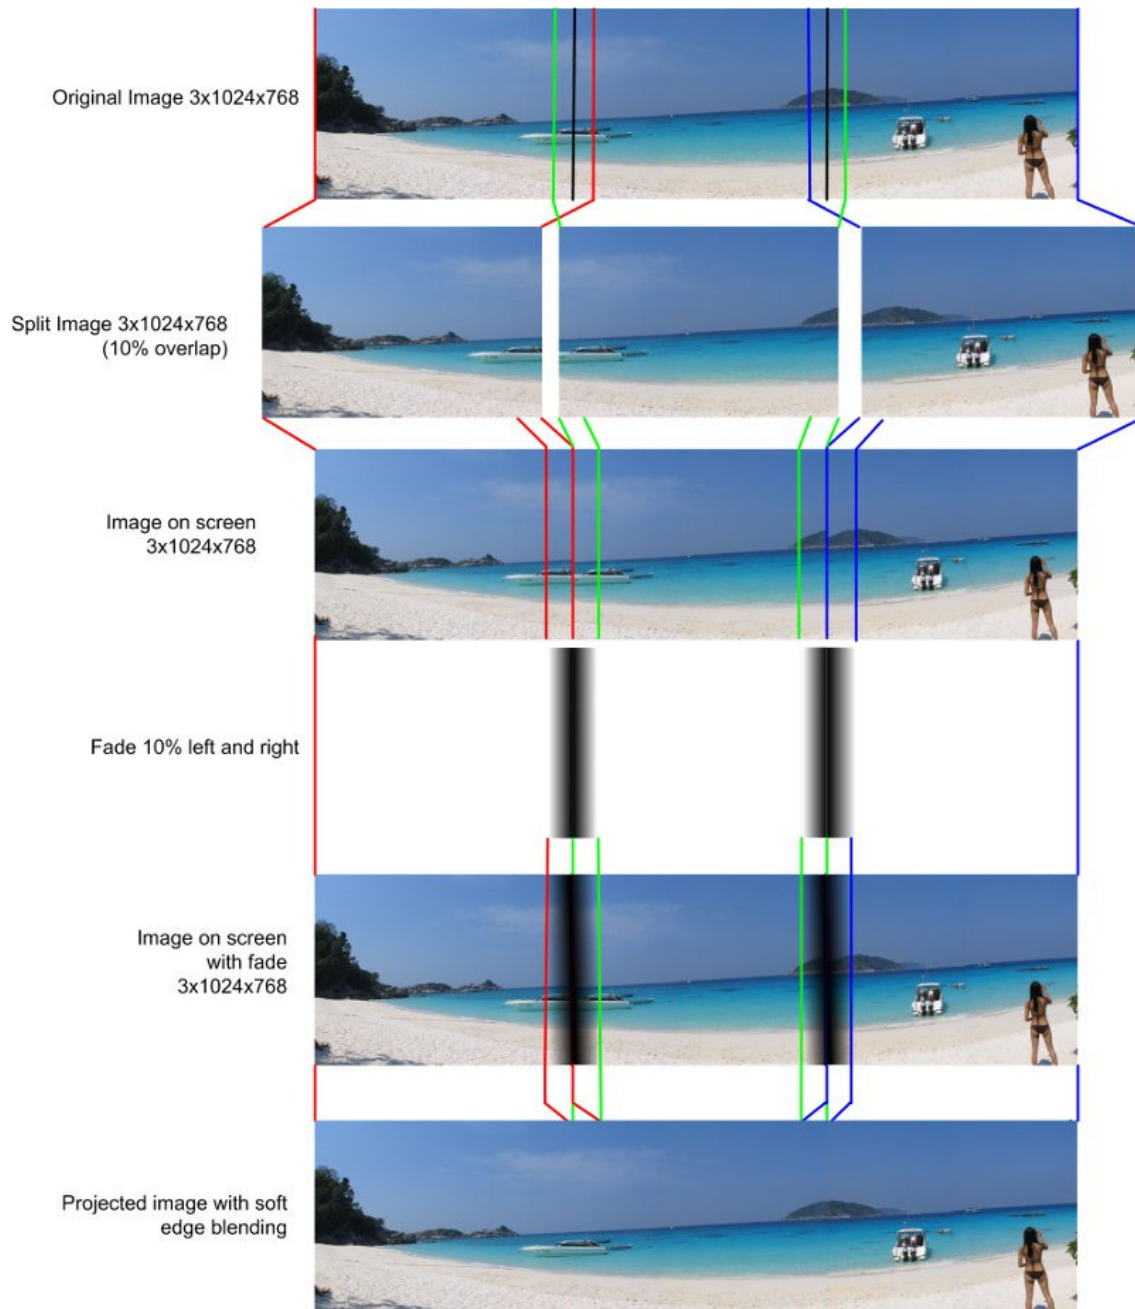 Original Image 3x1024x768
Split Image 3x1024x768
(10% overlap)
Image on screen
3x1024x768
Fade 10% left and right
Image on screen
with fade
3x1024x768
Projected image with soft
edge blending